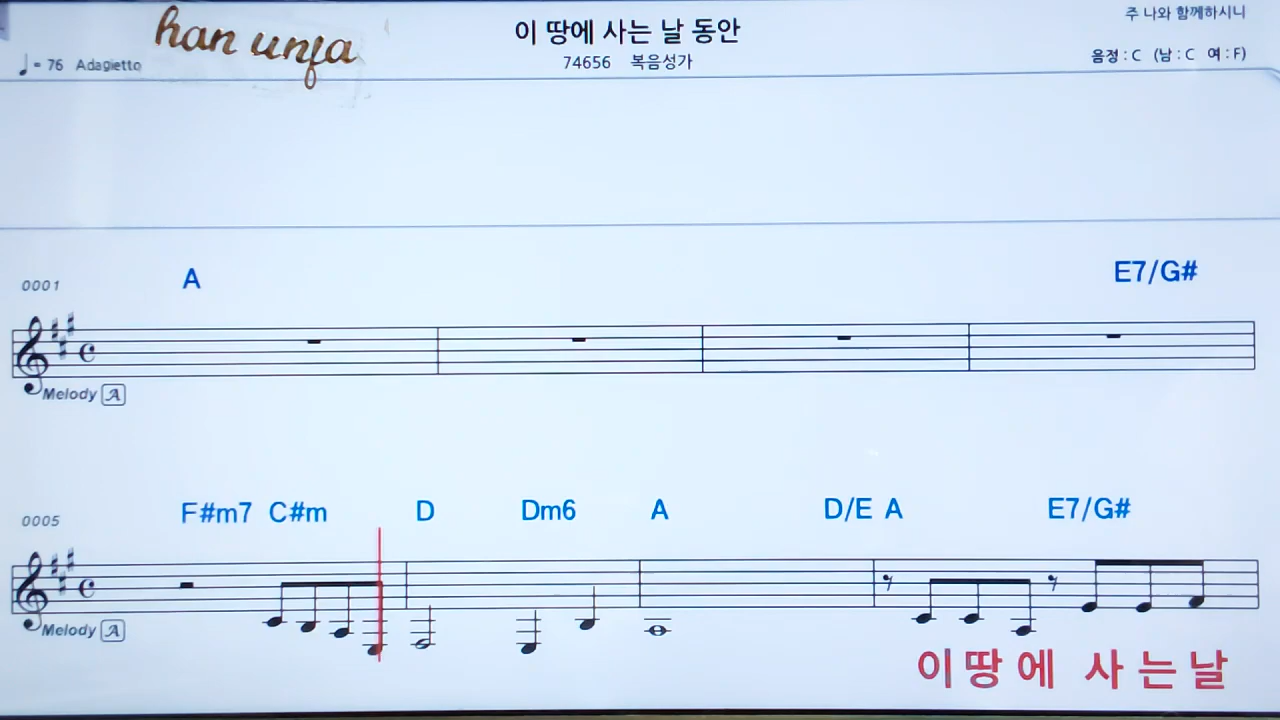 han unja
이 땅에 사는 날 동안
주 나와 함께하시니
♩= 76 Adagietto
74656 복음성가
음정 : C (남 : C 여 : F)
0001 A E7/G#
Melody A
0005 F#m7 C#m D Dm6 A D/E A E7/G#
Melody A
이 땅 에 사 는 날